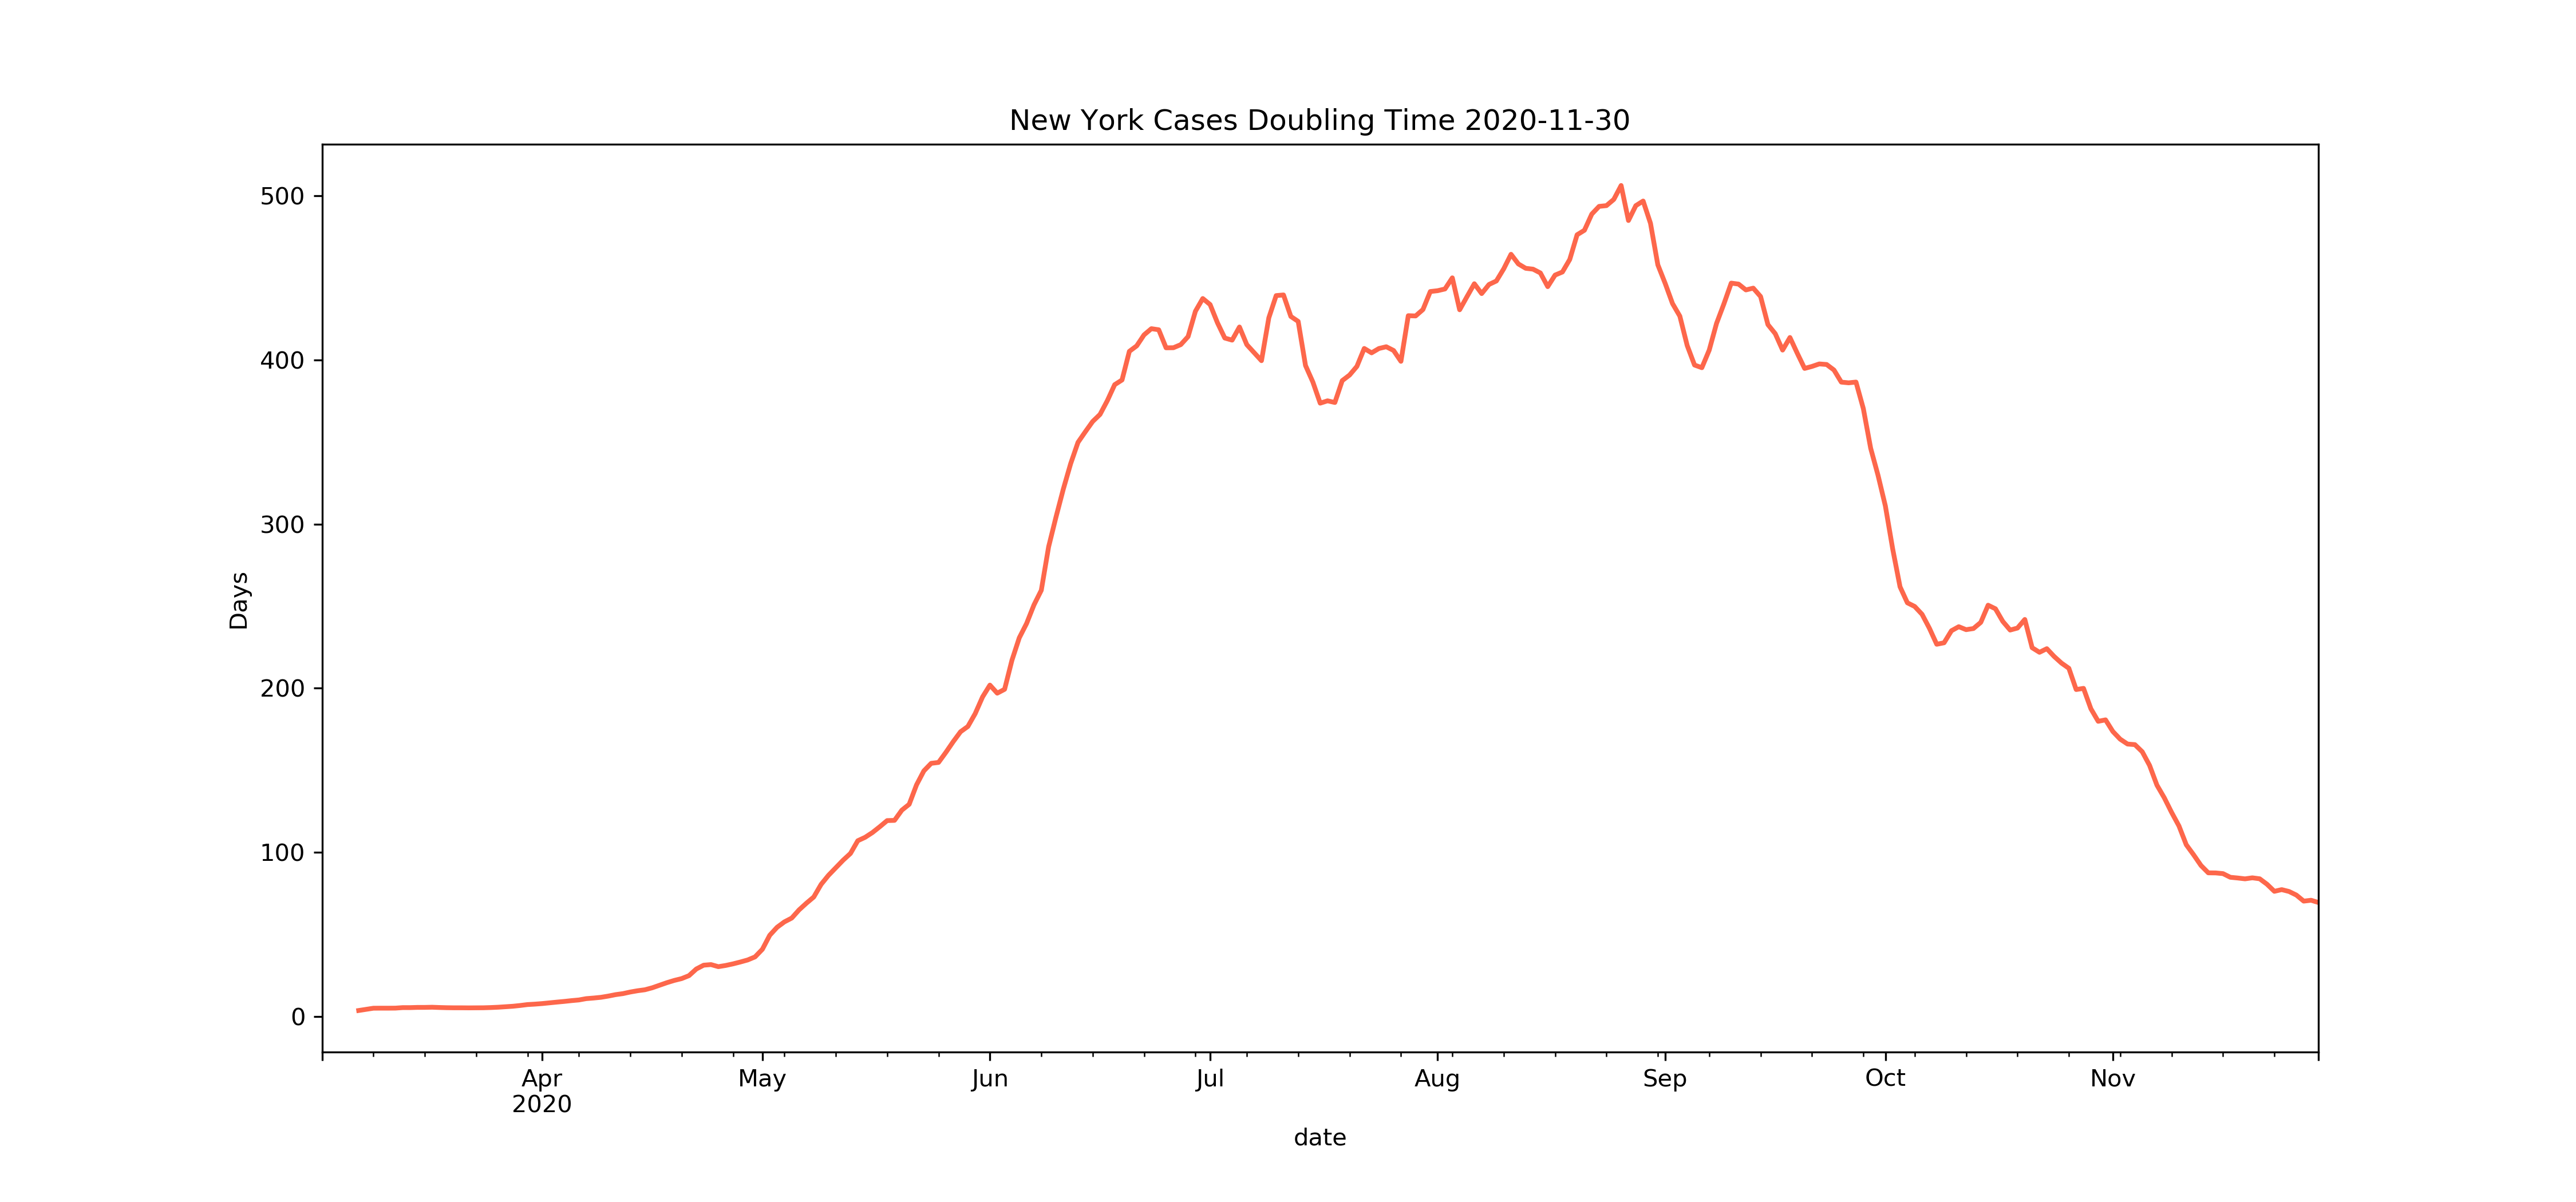 New York Cases Doubling Time 2020-11-30
500
400
300
200
100
0
Days
Apr May Jun Jul Aug Sep Oct Nov
2020
date